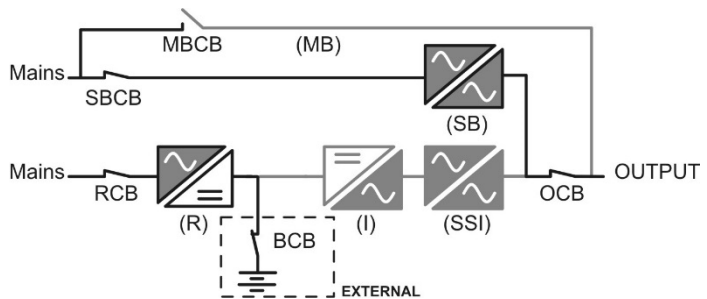 MBCB (MB)
Mains
SBCB
(SB)
Mains
RCB
(R)
(I)
(SSI)
OCB
OUTPUT
BCB
EXTERNAL